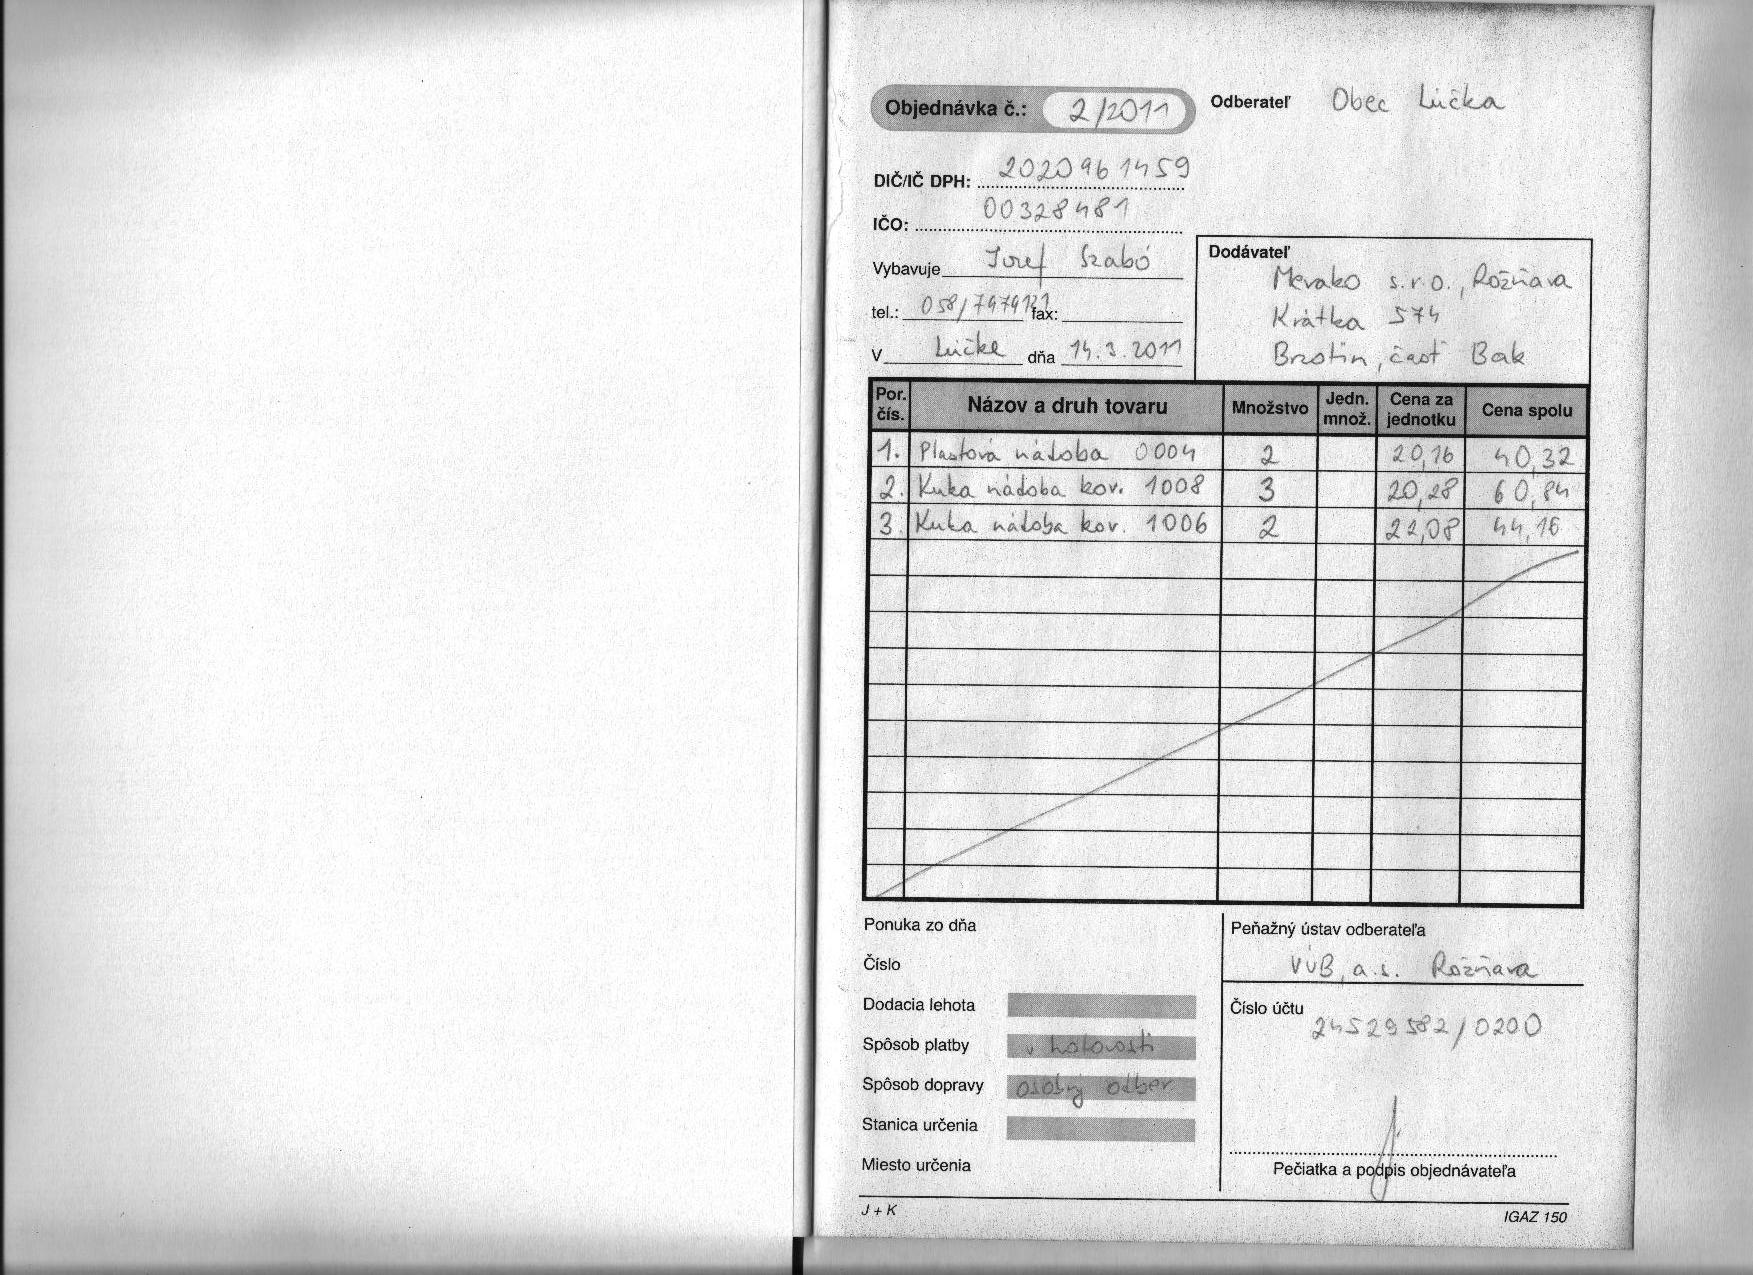 Objednávka č.: 2/2011 Odberateľ Obec Lúčka
DIČ/IČ DPH: 2020961459
IČO: 00328481
Vybavuje Jozef Szabó
Dodávateľ
Merako s.r.o., Rožňava
tel.: 058/7979121 fax:
Krátka 574
V Lúčke dňa 14.3.2011
Brzotín, časť Bak
Por. čís. Názov a druh tovaru Množstvo Jedn. množ. Cena za jednotku Cena spolu
1. Plastová nádoba 0004 2 20,16 40,32
2. Kuka nádoba kov. 1008 3 20,28 60,84
3. Kuka nádoba kov. 1006 2 22,08 44,16
Ponuka zo dňa
Číslo
Dodacia lehota
Spôsob platby v hotovosti
Spôsob dopravy osobný odber
Stanica určenia
Miesto určenia
Peňažný ústav odberateľa
VÚB, a.s. Rožňava
Číslo účtu
24529582/0200
Pečiatka a podpis objednávateľa
J + K
IGAZ 150